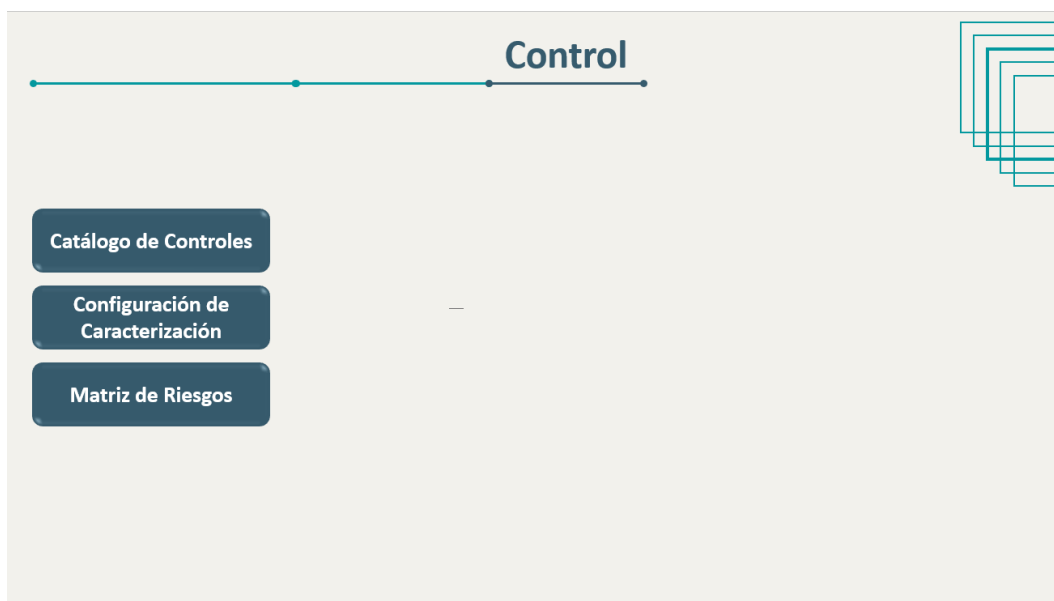 Control
Catálogo de Controles
Configuración de
Caracterización
Matriz de Riesgos